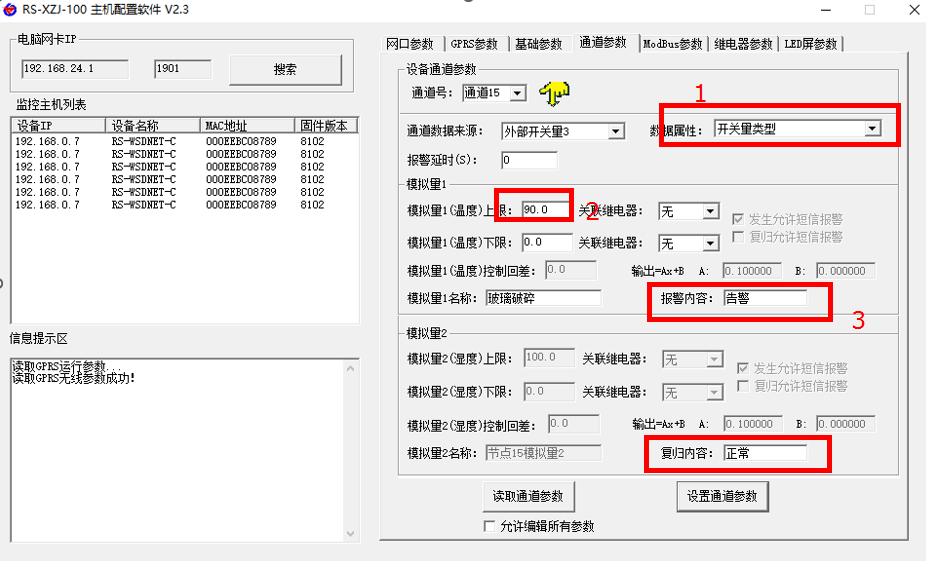 RS-XZJ-100 主机配置软件 V2.3
电脑网卡IP
192.168.24.1 1901 搜索
监控主机列表
设备IP 设备名称 MAC地址 固件版本
192.168.0.7 RS-WSDNET-C 000EEBC08789 8102
192.168.0.7 RS-WSDNET-C 000EEBC08789 8102
192.168.0.7 RS-WSDNET-C 000EEBC08789 8102
192.168.0.7 RS-WSDNET-C 000EEBC08789 8102
192.168.0.7 RS-WSDNET-C 000EEBC08789 8102
192.168.0.7 RS-WSDNET-C 000EEBC08789 8102
信息提示区
读取GPRS运行参数...
读取GPRS无线参数成功!
网口参数 GPRS参数 基础参数 通道参数 ModBus参数 继电器参数 LED屏参数
设备通道参数
通道号: 通道15
1
通道数据来源: 外部开关量3 数据属性: 开关量类型
报警延时(S): 0
模拟量1
模拟量1(温度)上限: 90.0 2 关联继电器: 无
发生允许短信报警
复归允许短信报警
模拟量1(温度)下限: 0.0 关联继电器: 无
模拟量1(温度)控制回差: 0.0 输出=Ax+B A: 0.100000 B: 0.000000
模拟量1名称: 玻璃破碎 报警内容: 告警
3
模拟量2
模拟量2(湿度)上限: 100.0 关联继电器: 无
发生允许短信报警
复归允许短信报警
模拟量2(湿度)下限: 0.0 关联继电器: 无
模拟量2(湿度)控制回差: 0.0 输出=Ax+B A: 0.100000 B: 0.000000
模拟量2名称: 节点15模拟量2 复归内容: 正常
读取通道参数 设置通道参数
允许编辑所有参数